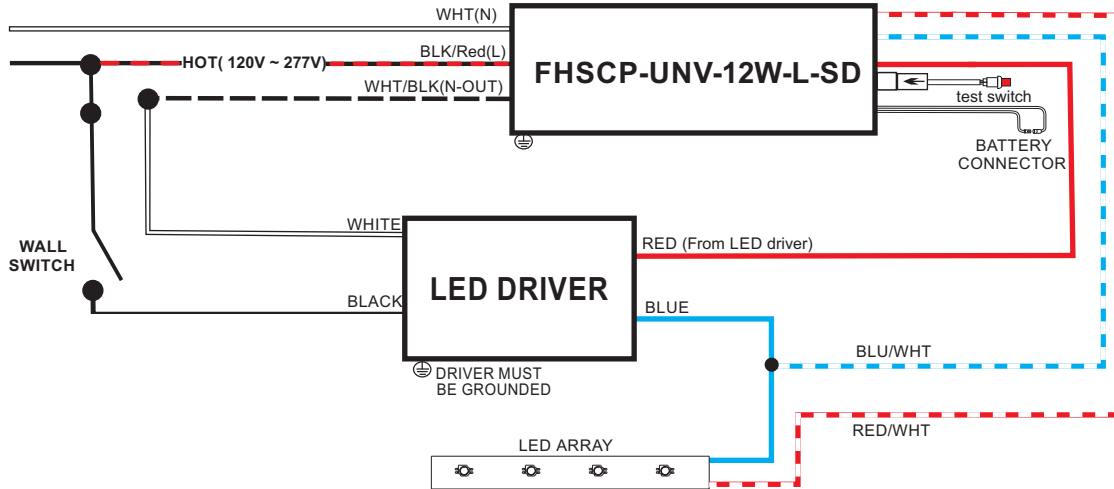 WHT(N)
BLK/Red(L)
HOT( 120V ~ 277V)
WHT/BLK(N-OUT)
FHSCP-UNV-12W-L-SD
test switch
BATTERY
CONNECTOR
WHITE
WALL
SWITCH
RED (From LED driver)
LED DRIVER
BLACK
BLUE
BLU/WHT
DRIVER MUST
BE GROUNDED
RED/WHT
LED ARRAY